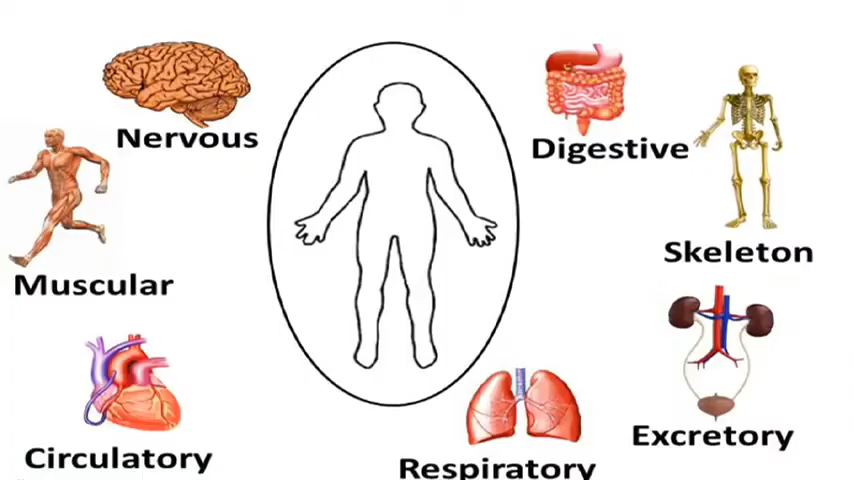 Nervous
Digestive
Skeleton
Muscular
Excretory
Circulatory
Respiratory